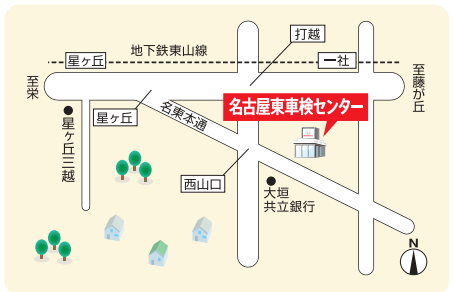 打越
地下鉄東山線
星ヶ丘
一社
至栄
至藤が丘
名古屋東車検センター
星ヶ丘
名東本通
星ヶ丘三越
西山口
大垣
共立銀行
N